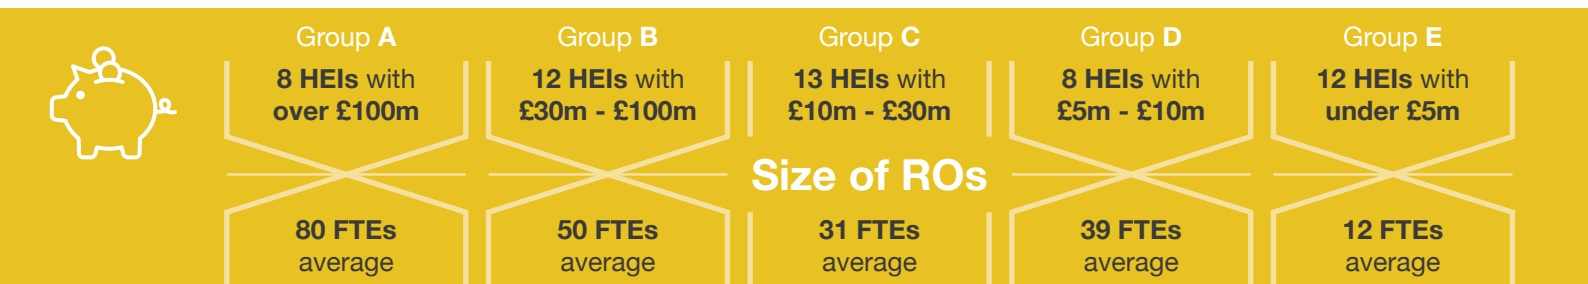 Group A
8 HEIs with
over £100m
Group B
12 HEIs with
£30m - £100m
Group C
13 HEIs with
£10m - £30m
Group D
8 HEIs with
£5m - £10m
Group E
12 HEIs with
under £5m
Size of ROs
80 FTEs
average
50 FTEs
average
31 FTEs
average
39 FTEs
average
12 FTEs
average